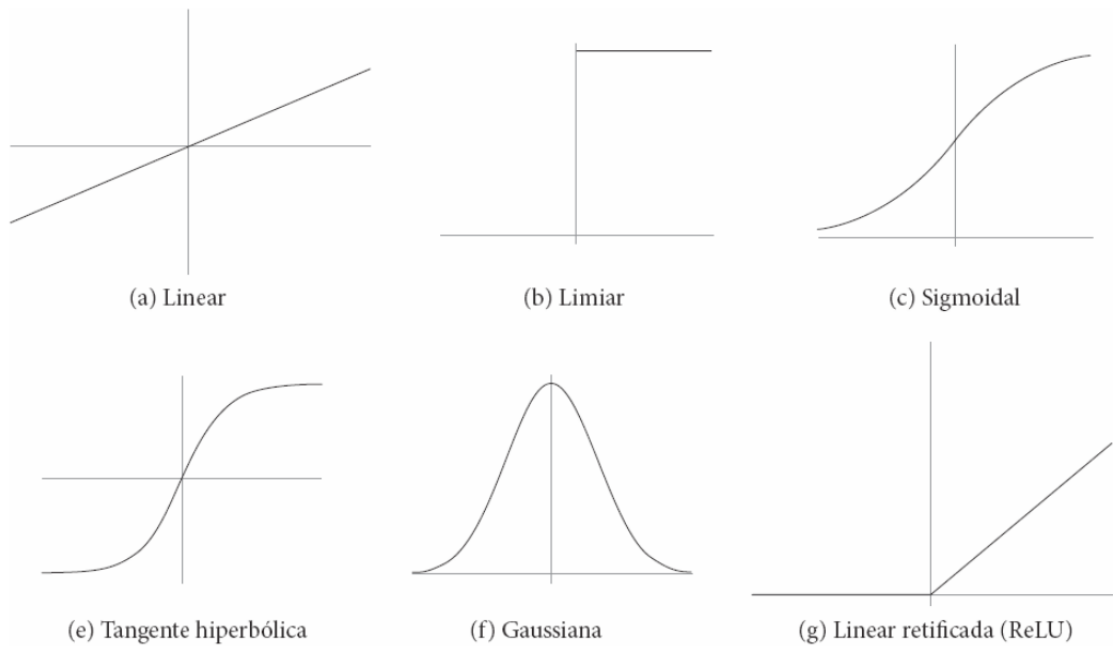 (a) Linear
(b) Limiar
(c) Sigmoidal
(e) Tangente hiperbólica
(f) Gaussiana
(g) Linear retificada (ReLU)